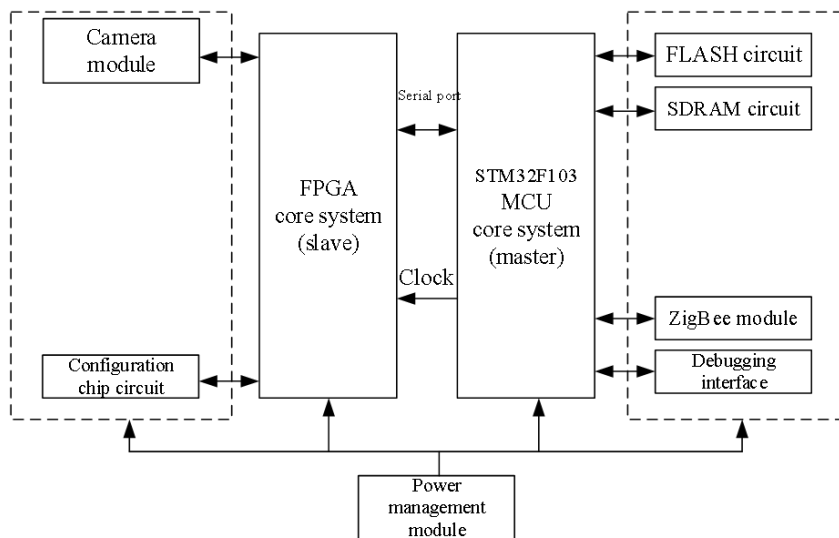 Camera
module
FPGA
core system
(slave)
Serial port
Clock
STM32F103
MCU
core system
(master)
FLASH circuit
SDRAM circuit
ZigBee module
Debugging
interface
Configuration
chip circuit
Power
management
module